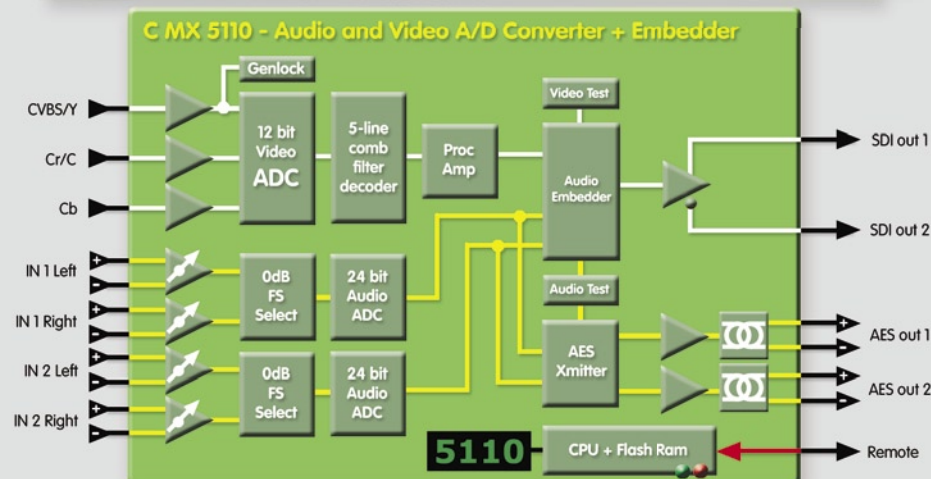 C MX 5110 - Audio and Video A/D Converter + Embedder
Genlock
CVBS/Y
Cr/C
Cb
12 bit
Video
ADC
5-line
comb
filter
decoder
Proc
Amp
Video Test
Audio
Embedder
SDI out 1
SDI out 2
+
IN 1 Left
-
+
IN 1 Right
-
+
IN 2 Left
-
+
IN 2 Right
-
0dB
FS
Select
24 bit
Audio
ADC
0dB
FS
Select
24 bit
Audio
ADC
Audio Test
AES
Xmitter
+
AES out 1
-
+
AES out 2
-
5110
CPU + Flash Ram
Remote